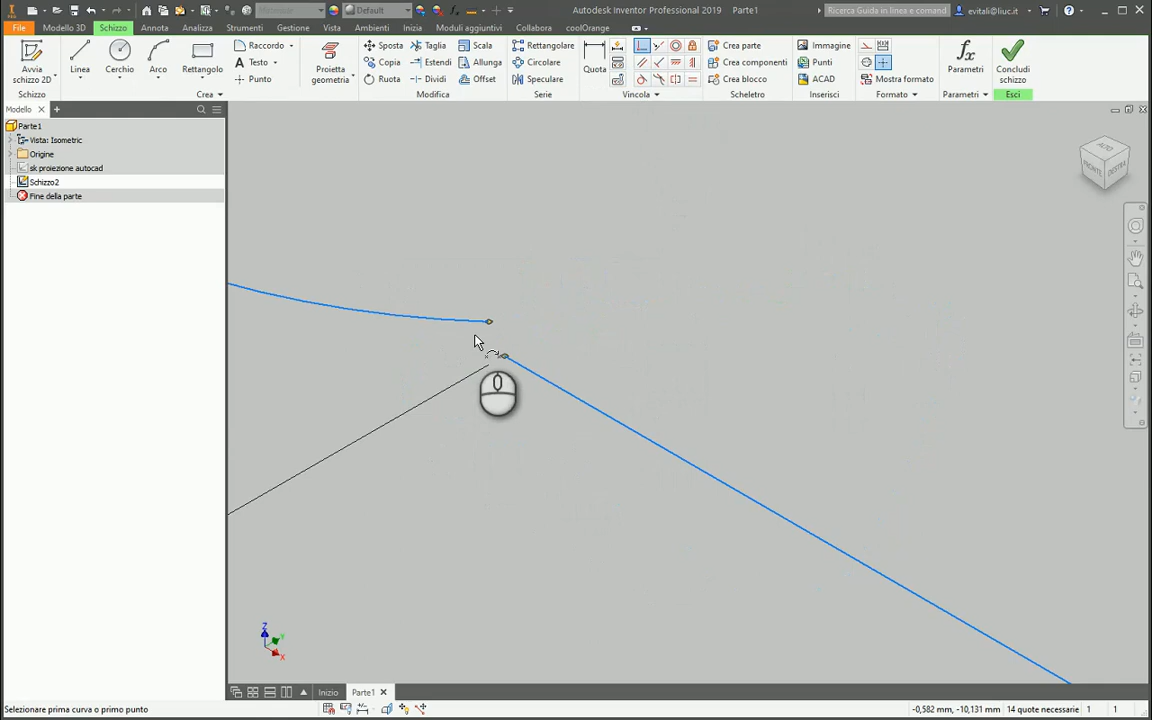 Default
Autodesk Inventor Professional 2019 Parte1
Ricerca Guida in linea e comand
evitali@liuc.it
File Modello 3D Schizzo Annota Strumenti Gestione Vista Ambienti Inizia Moduli aggiuntivi Collabora coolOrange
Avvia
schizzo 2D
Linea Cerchio Arco Rettangolo
Raccordo
Testo
Punto
Proietta
geometria
Sposta Taglia Scala
Copia Estendi Allunga
Ruota Dividi Offset
Rettangolare
Circolare
Speculare
Quota
Crea parte
Crea componenti
Crea blocco
Immagine
Punti
ACAD
Mostra formato
Parametri
Concludi
schizzo
Schizzo Crea Modifica Serie Vincola Scheletro Inserisci Formato Parametri Esci
Modello
Parte1
Vista: Isometric
Origine
sk proiezione autocad
Schizzo2
Fine della parte
ALTO
FRONTE
DESTRA
Z
Y
X
Inizio Parte1
Selezionare prima curva o primo punto
-0,582 mm, -10,131 mm 14 quote necessarie 1 1